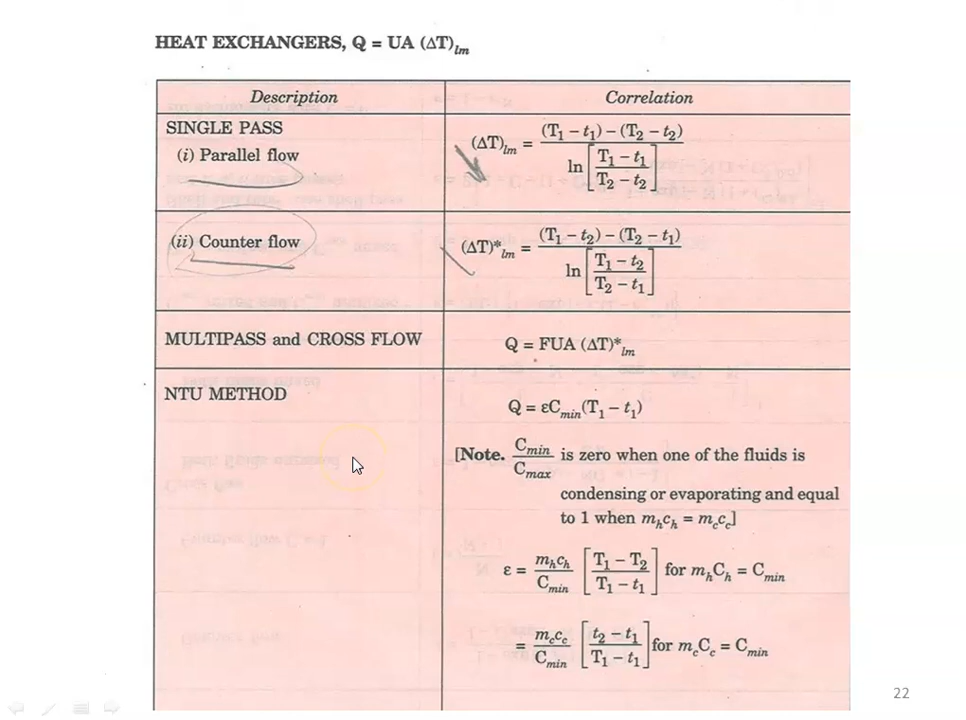 HEAT EXCHANGERS, Q = UA (ΔT)lm
Description Correlation
SINGLE PASS
(i) Parallel flow
(ΔT)lm = (T1 – t1) – (T2 – t2) / ln [T1 – t1 / T2 – t2]
(ii) Counter flow
(ΔT)*lm = (T1 – t2) – (T2 – t1) / ln [T1 – t2 / T2 – t1]
MULTIPASS and CROSS FLOW
Q = FUA (ΔT)*lm
NTU METHOD
Q = εCmin(T1 – t1)
[Note. Cmin / Cmax is zero when one of the fluids is
condensing or evaporating and equal
to 1 when mhch = mccc]
ε = mhch / Cmin [T1 – T2 / T1 – t1] for mhCh = Cmin
= mccc / Cmin [t2 – t1 / T1 – t1] for mcCc = Cmin
22